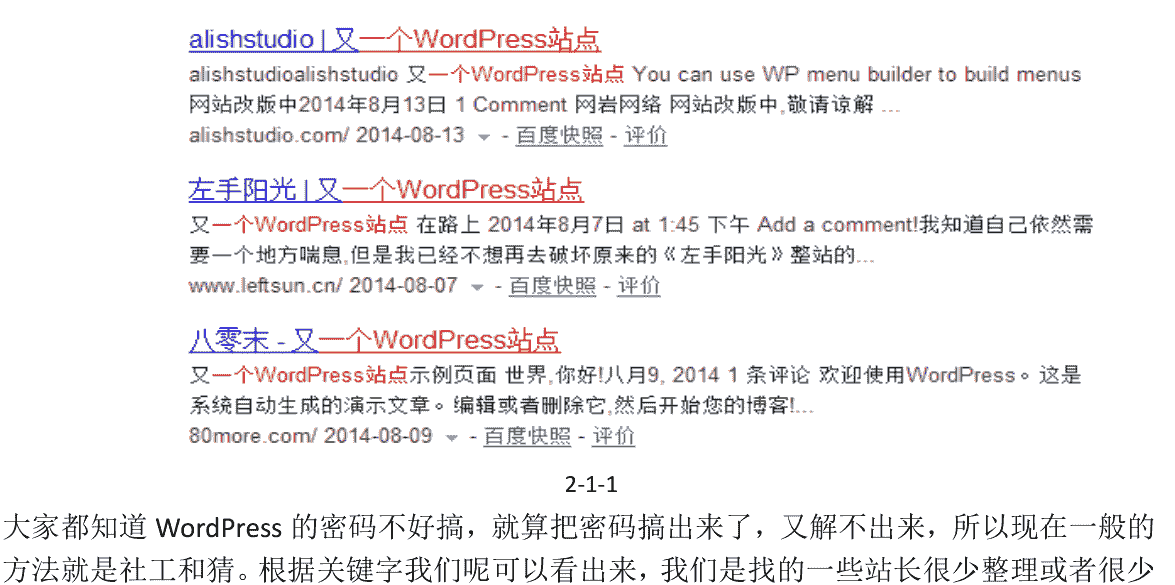 alishstudio | 又一个WordPress站点
alishstudioalishstudio 又一个WordPress站点 You can use WP menu builder to build menus
网站改版中2014年8月13日 1 Comment 网岩网络 网站改版中,敬请谅解 ...
alishstudio.com/ 2014-08-13 - 百度快照 - 评价
左手阳光 | 又一个WordPress站点
又一个WordPress站点 在路上 2014年8月7日 at 1:45 下午 Add a comment!我知道自己依然需
要一个地方喘息,但是我已经不想再去破坏原来的《左手阳光》整站的...
www.leftsun.cn/ 2014-08-07 - 百度快照 - 评价
八零末 - 又一个WordPress站点
又一个WordPress站点示例页面 世界,你好!八月9, 2014 1 条评论 欢迎使用WordPress。这是
系统自动生成的演示文章。编辑或者删除它,然后开始您的博客!...
80more.com/ 2014-08-09 - 百度快照 - 评价
2-1-1
大家都知道 WordPress 的密码不好搞，就算把密码搞出来了，又解不出来，所以现在一般的
方法就是社工和猜。根据关键字我们呢可以看出来，我们是找的一些站长很少整理或者很少